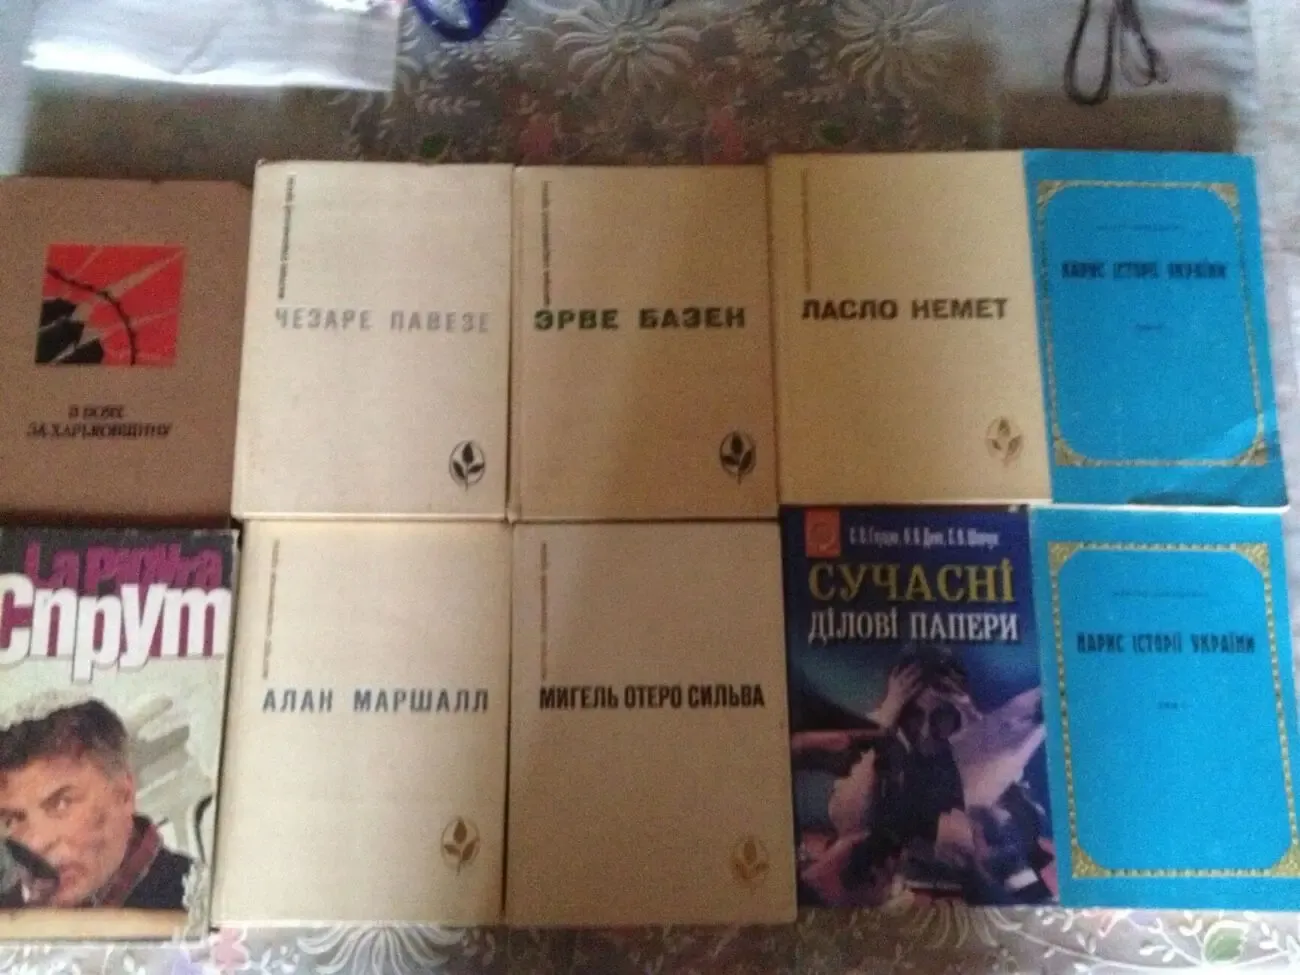 В БОЯХ
ЗА ХАРЬКОВЩИНУ
ЧЕЗАРЕ ПАВЕЗЕ
ЭРВЕ БАЗЕН
ЛАСЛО НЕМЕТ
НАРИС ІСТОРІЇ УКРАЇНИ
La Piovra
Спрут
АЛАН МАРШАЛЛ
МИГЕЛЬ ОТЕРО СИЛЬВА
СУЧАСНІ
ДІЛОВІ ПАПЕРИ
НАРИС ІСТОРІЇ УКРАЇНИ